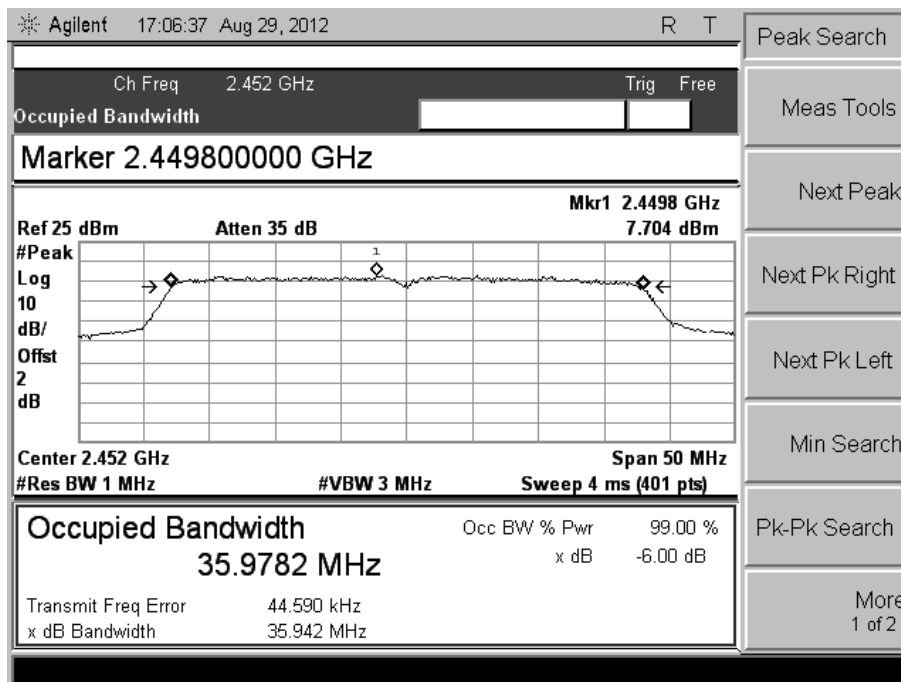 Agilent 17:06:37 Aug 29, 2012 R T
Ch Freq 2.452 GHz Trig Free
Occupied Bandwidth
Marker 2.449800000 GHz
Mkr1 2.4498 GHz
Ref 25 dBm Atten 35 dB 7.704 dBm
#Peak
1
Log
10
dB/
Offst
2
dB
Center 2.452 GHz Span 50 MHz
#Res BW 1 MHz #VBW 3 MHz Sweep 4 ms (401 pts)
Occupied Bandwidth
35.9782 MHz
Occ BW % Pwr 99.00 %
x dB -6.00 dB
Transmit Freq Error 44.590 kHz
x dB Bandwidth 35.942 MHz
Peak Search
Meas Tools
Next Peak
Next Pk Right
Next Pk Left
Min Search
Pk-Pk Search
More
1 of 2